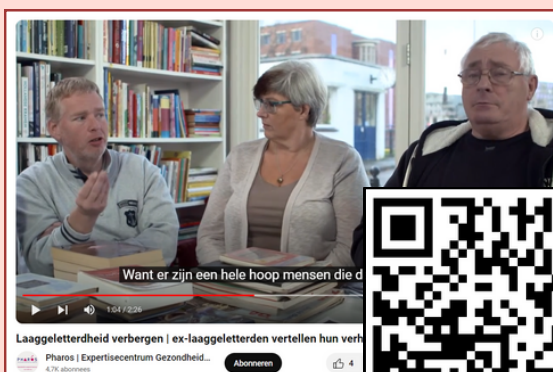 Want er zijn een hele hoop mensen die d
1:04 / 2:26
Laaggeletterdheid verbergen | ex-laaggeletterden vertellen hun verh
Pharos | Expertisecentrum Gezondheid...
4,7K abonnees
Abonneren
4